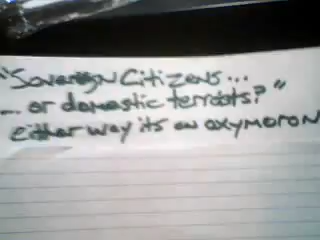 "Sovereign Citizens...
... or domestic terrorists?"
either way its an oxymoron